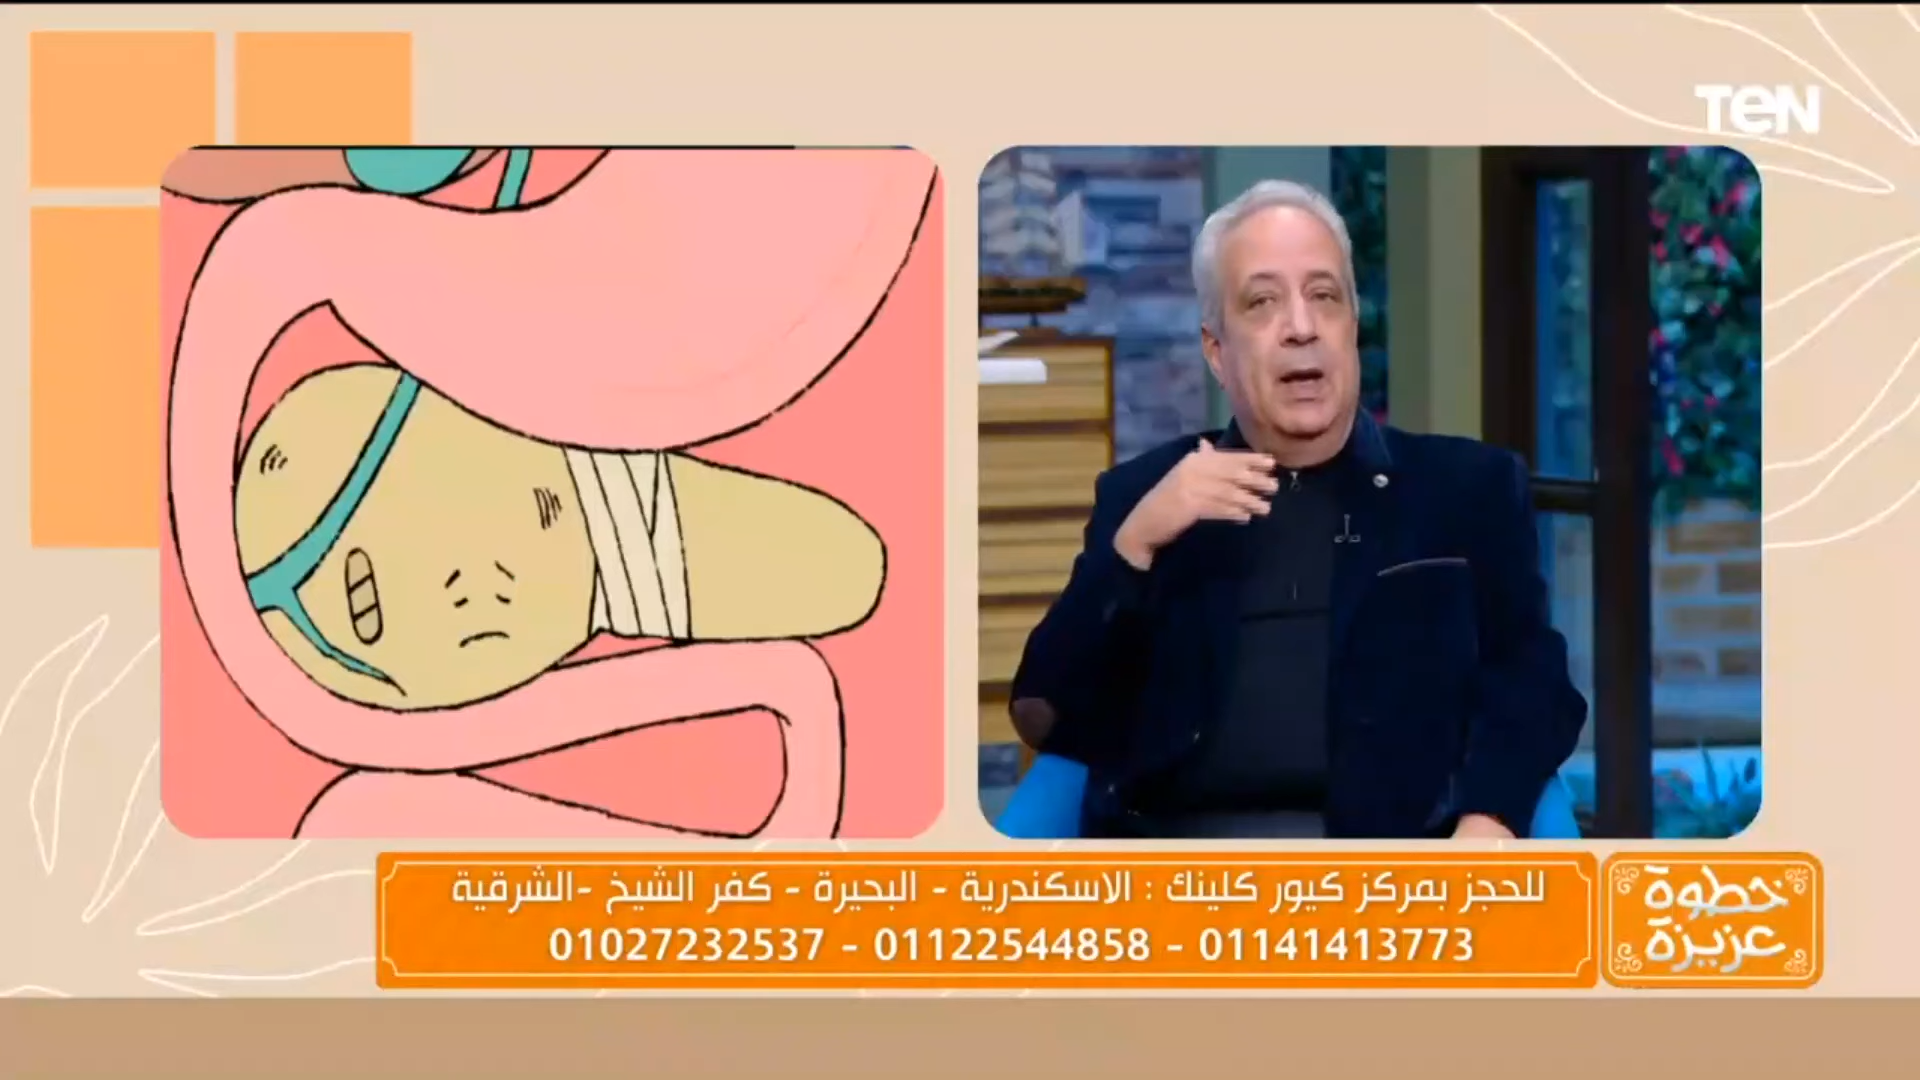 TEN
للحجز بمركز كيور كلينك : الاسكندرية - البحيرة - كفر الشيخ -الشرقية
01027232537 - 01122544858 - 01141413773
خطوة
عزيزة